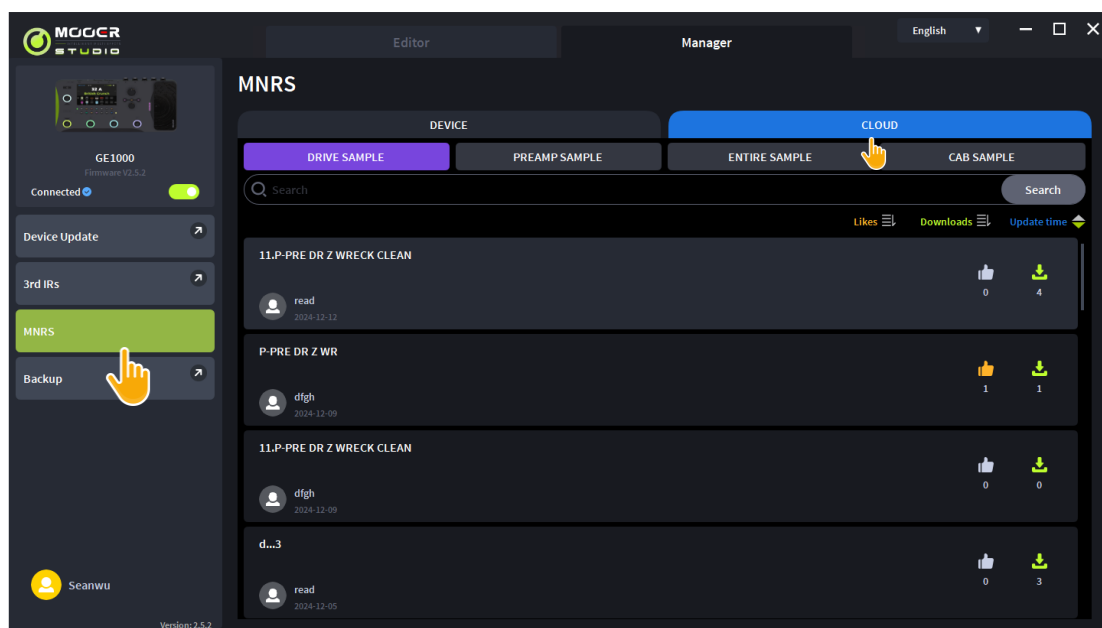 MOOER
STUDIO
Editor
Manager
English
GE1000
Firmware V2.5.2
Connected
Device Update
3rd IRs
MNRS
Backup
Seanwu
Version: 2.5.2
MNRS
DEVICE
CLOUD
DRIVE SAMPLE
PREAMP SAMPLE
ENTIRE SAMPLE
CAB SAMPLE
Search
Search
Likes
Downloads
Update time
11.P-PRE DR Z WRECK CLEAN
read
2024-12-12
0
4
P-PRE DR Z WR
dfgh
2024-12-09
1
1
11.P-PRE DR Z WRECK CLEAN
dfgh
2024-12-09
0
0
d...3
read
2024-12-05
0
3